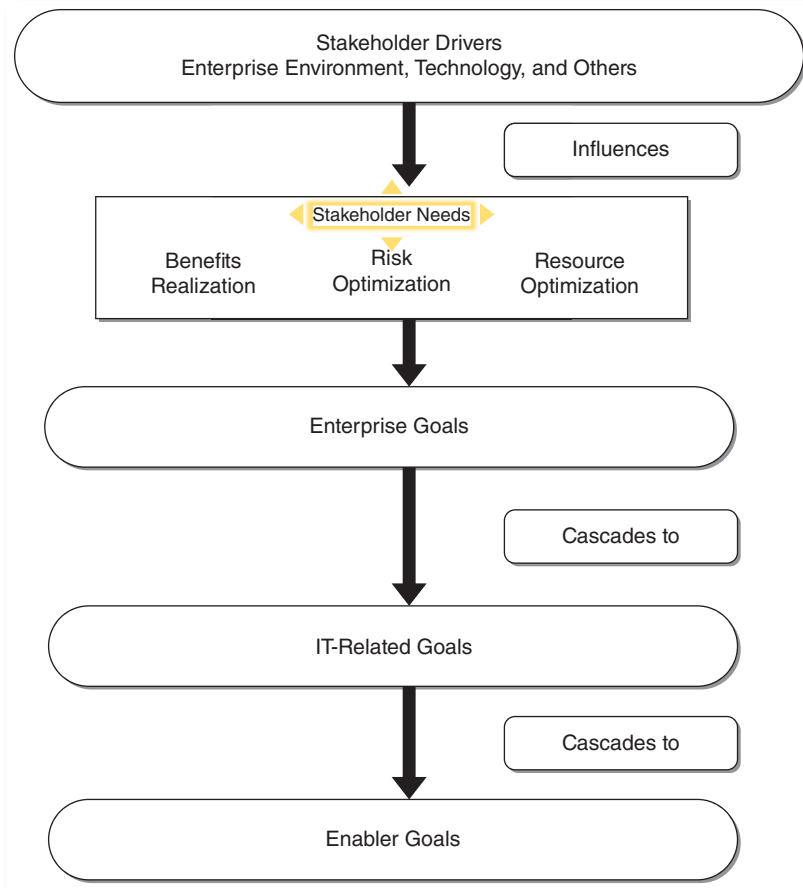 Stakeholder Drivers
Enterprise Environment, Technology, and Others
Influences
Stakeholder Needs
Benefits
Realization
Risk
Optimization
Resource
Optimization
Enterprise Goals
Cascades to
IT-Related Goals
Cascades to
Enabler Goals